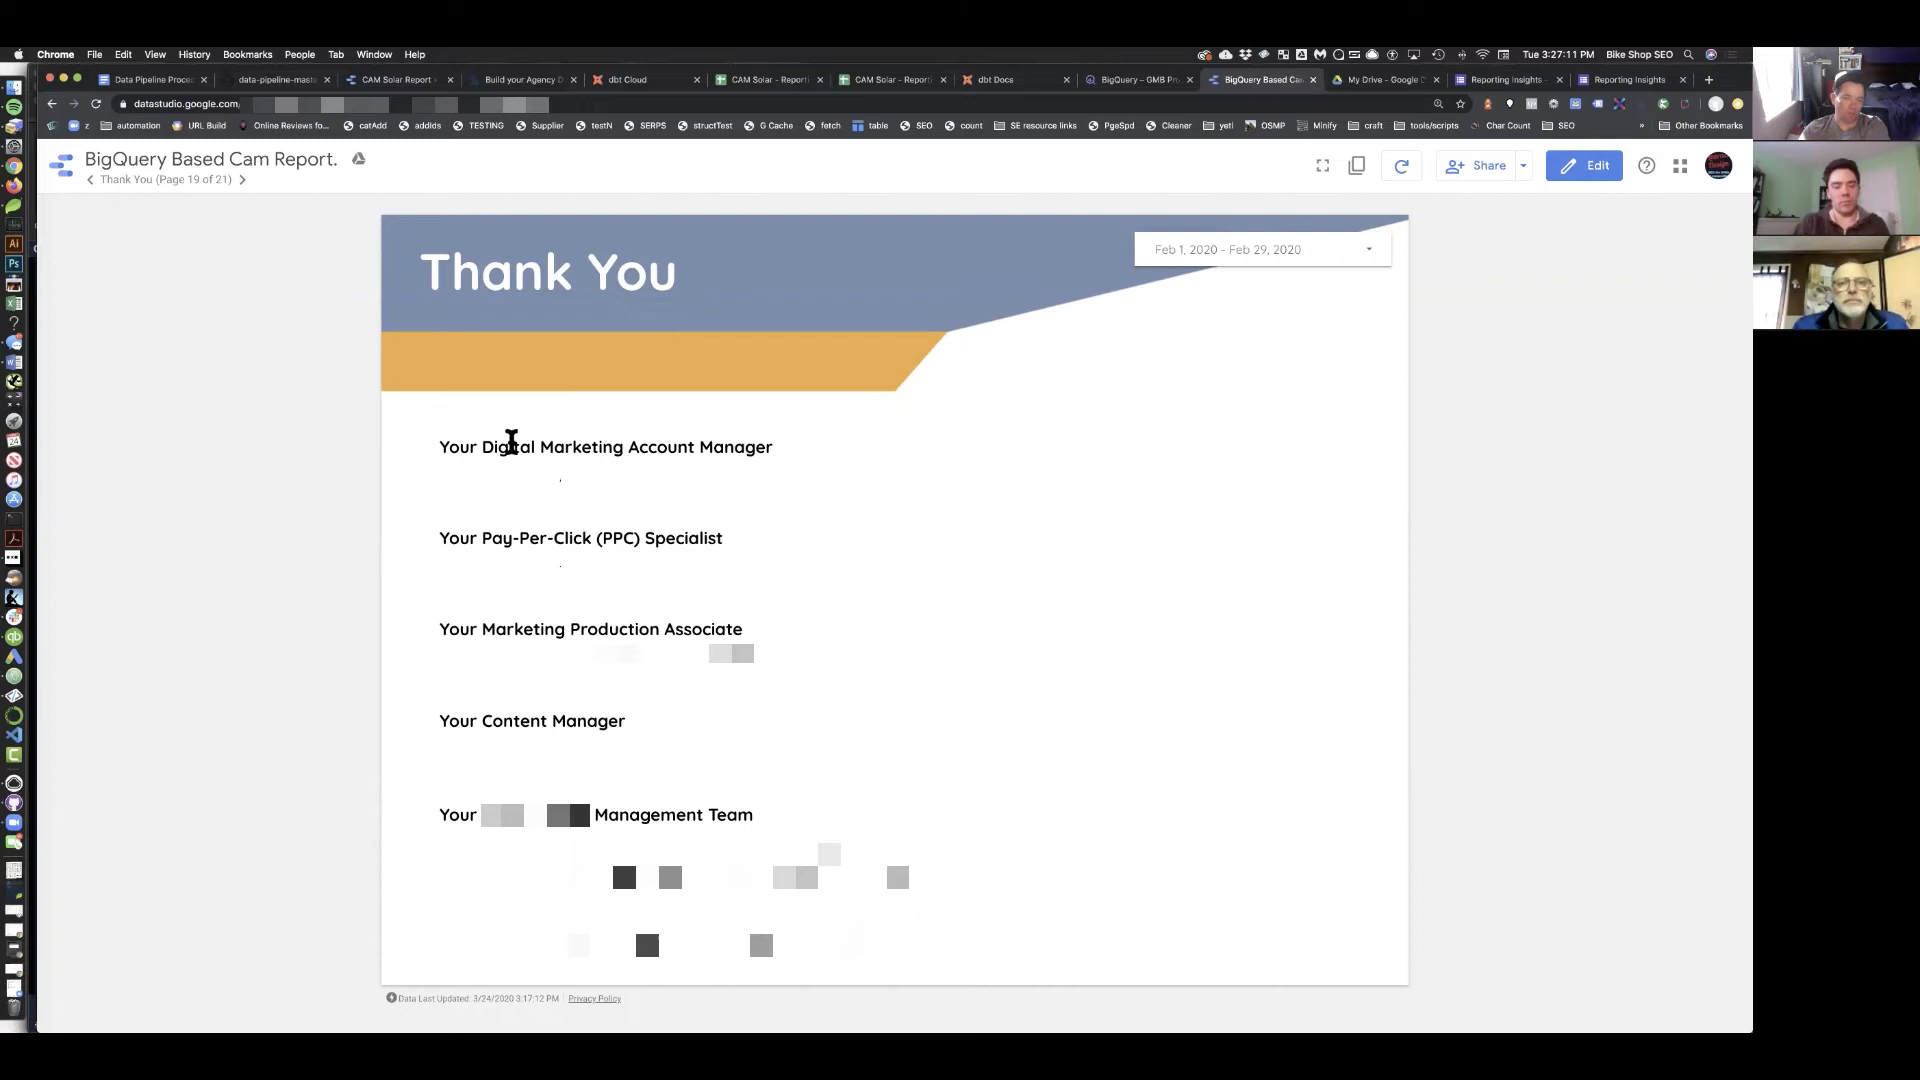 Chrome File Edit View History Bookmarks People Tab Window Help
Tue 3:27:11 PM Bike Shop SEO
Data Pipeline Proce
data-pipeline-mast
CAM Solar Report
Build your Agency D
dbt Cloud
CAM Solar - Reporti
CAM Solar - Reporti
dbt Docs
BigQuery – GMB Pr
BigQuery Based Ca
My Drive - Google D
Reporting Insights -
Reporting Insights
datastudio.google.com
z
automation
URL Build
Online Reviews fo...
catAdd
addIds
TESTING
Supplier
testN
SERPS
structTest
G Cache
fetch
table
SEO
count
SE resource links
PgeSpd
Cleaner
yeti
OSMP
Minify
craft
tools/scripts
Char Count
SEO
»
Other Bookmarks
BigQuery Based Cam Report.
Thank You (Page 19 of 21)
Share
Edit
Thank You
Feb 1, 2020 - Feb 29, 2020
Your Digital Marketing Account Manager
Your Pay-Per-Click (PPC) Specialist
Your Marketing Production Associate
Your Content Manager
Your Management Team
Data Last Updated: 3/24/2020 3:17:12 PM | Privacy Policy